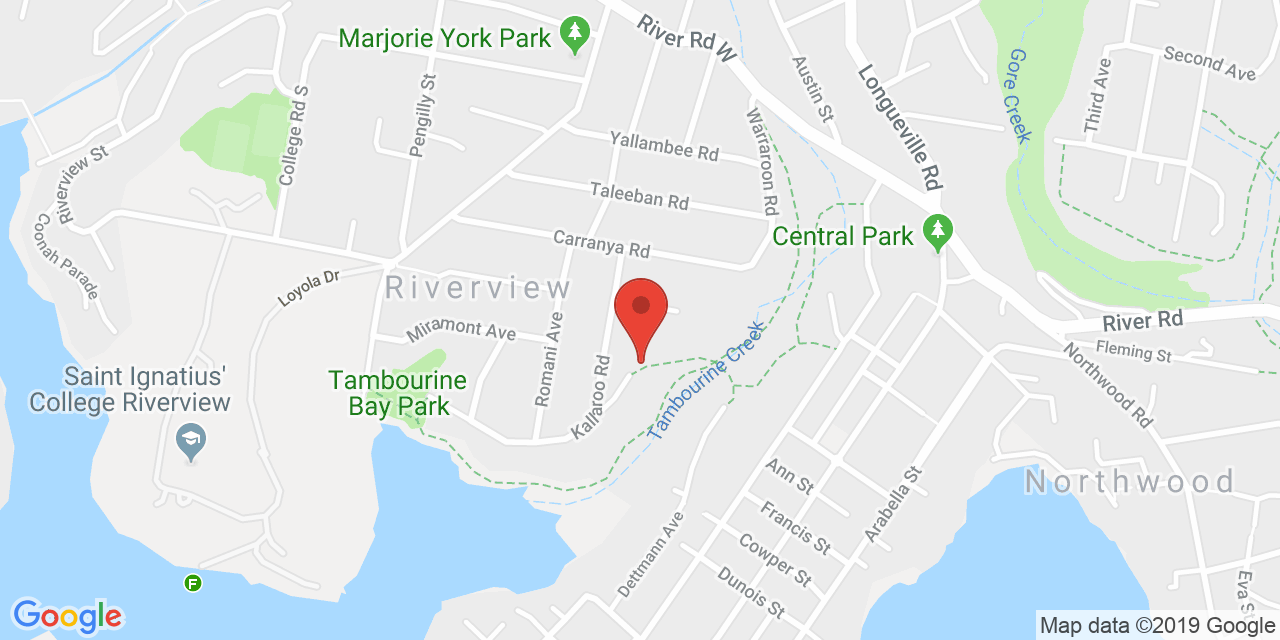 Marjorie York Park
River Rd W
Gore Creek
Second Ave
Third Ave
Austin St
Longueville Rd
Pengilly St
College Rd S
Yallambee Rd
Warraroon Rd
Riverview St
Taleeban Rd
Coonah Parade
Carranya Rd
Central Park
Loyola Dr
Riverview
River Rd
Miramont Ave
Romani Ave
Kallaroo Rd
Tambourine Creek
Fleming St
Northwood Rd
Saint Ignatius'
College Riverview
Tambourine
Bay Park
Ann St
Arabella St
Northwood
Francis St
Cowper St
Dettmann Ave
Dunois St
Eva S
F
Google
Map data ©2019 Google